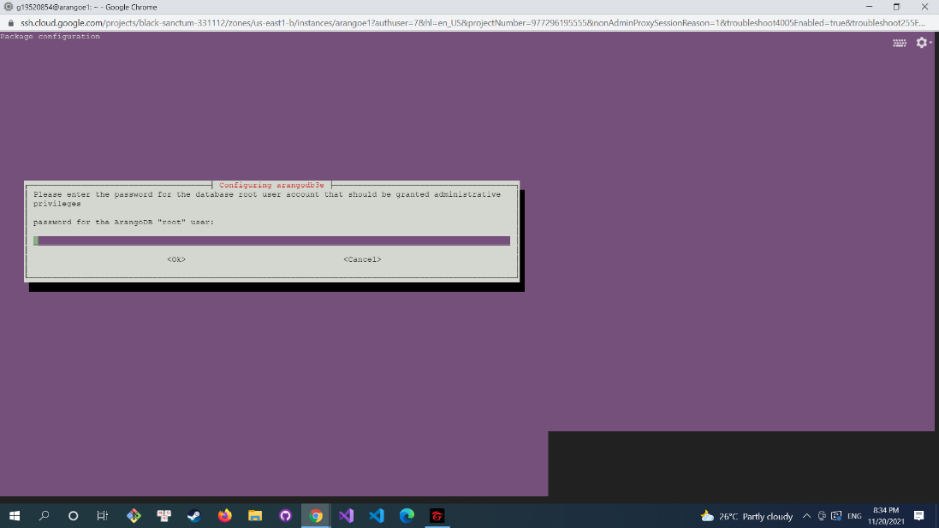 g19520854@arangoe1: ~ - Google Chrome
ssh.cloud.google.com/projects/black-sanctum-331112/zones/us-east1-b/instances/arangoe1?authuser=7&hl=en_US&projectNumber=977296195555&nonAdminProxySessionReason=1&troubleshoot4005Enabled=true&troubleshoot255E...
Package configuration
Configuring arangodb3e
Please enter the password for the database root user account that should be granted administrative
privileges
password for the ArangoDB "root" user:
<Ok> <Cancel>
26°C Partly cloudy ENG 8:34 PM
11/20/2021